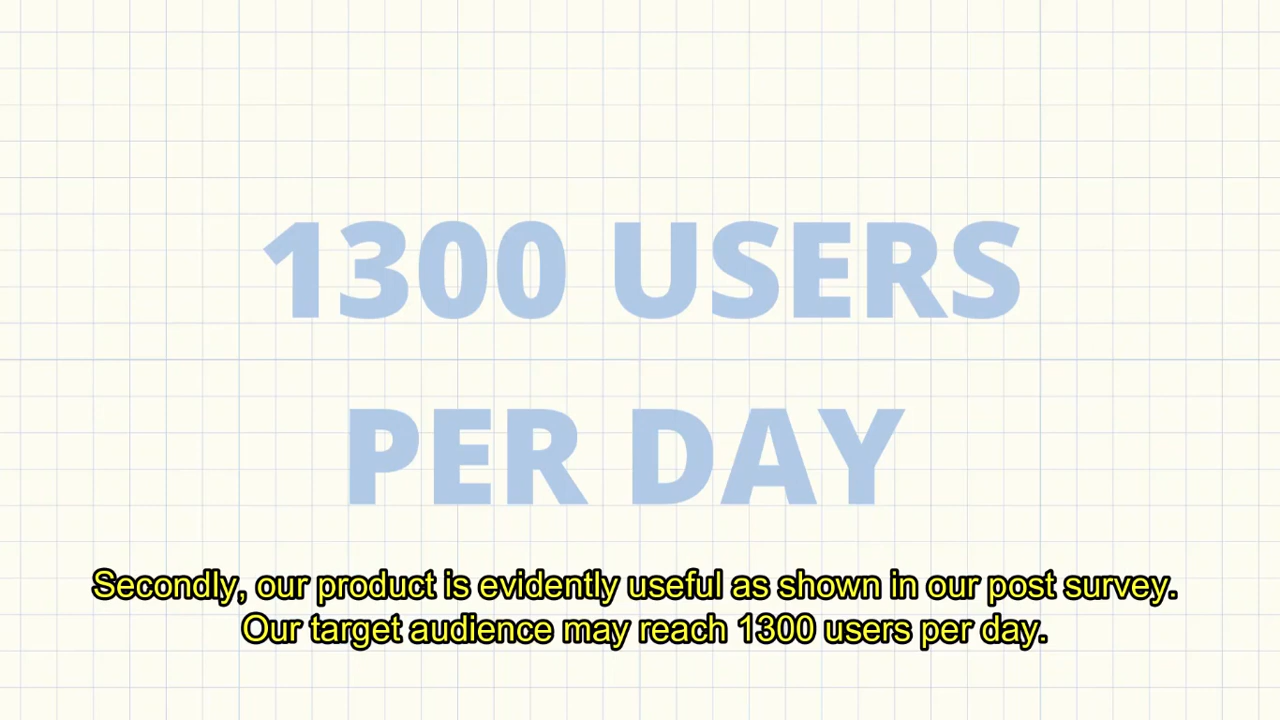 1300 USERS
PER DAY
Secondly, our product is evidently useful as shown in our post survey.
Our target audience may reach 1300 users per day.